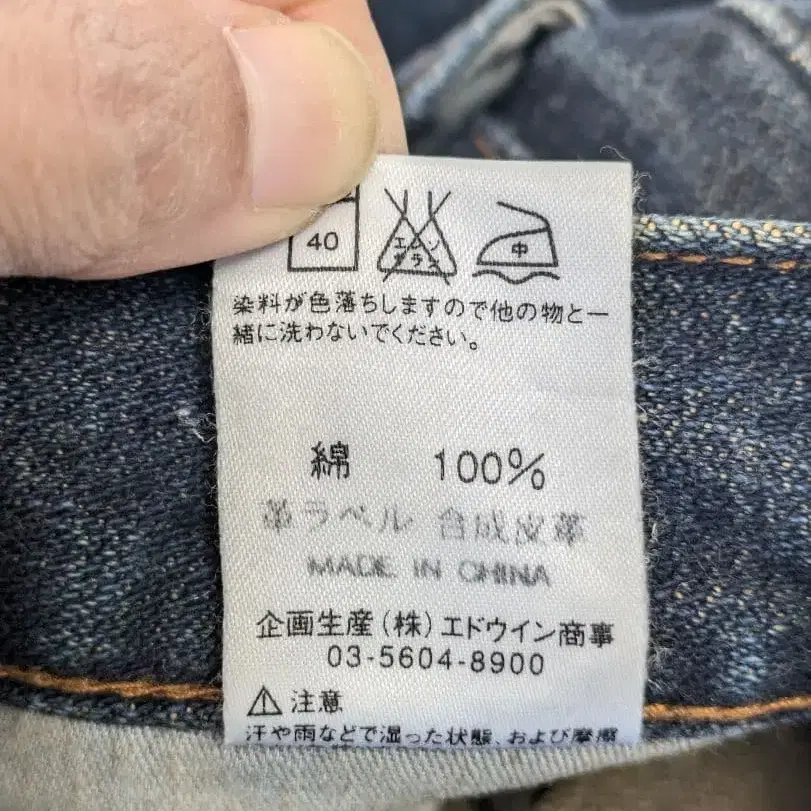 40 エンソサラシ 中
染料が色落ちしますので他の物と一
緒に洗わないでください。
綿 100%
革ラベル 合成皮革
MADE IN CHINA
企画生産(株)エドウイン商事
03-5604-8900
⚠ 注意
汗や雨などで湿った状態、および摩擦